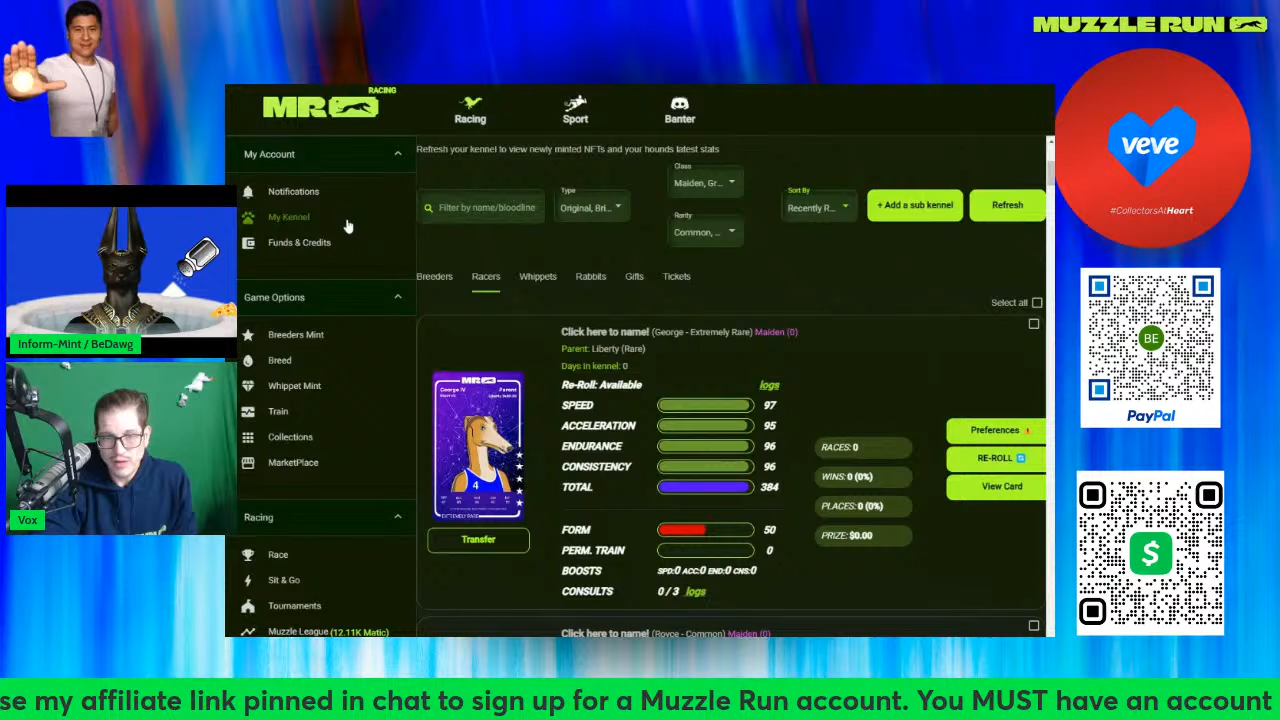 MUZZLE RUN
RACING
MR
Racing
Sport
Banter
veve
#CollectorsAtHeart
My Account
Notifications
My Kennel
Funds & Credits
Game Options
Breeders Mint
Breed
Whippet Mint
Train
Collections
MarketPlace
Racing
Race
Sit & Go
Tournaments
Muzzle League (12.11K Matic)
Refresh your kennel to view newly minted NFTs and your hounds latest stats
Filter by name/bloodline
Type
Original, Bri...
Class
Maiden, Gr...
Rarity
Common, ...
Sort By
Recently R...
+ Add a sub kennel
Refresh
Breeders Racers Whippets Rabbits Gifts Tickets
Select all
Click here to name! (George - Extremely Rare) Maiden (0)
Parent: Liberty (Rare)
Days in kennel: 0
Re-Roll: Available logs
SPEED 97
ACCELERATION 95
ENDURANCE 96
CONSISTENCY 96
TOTAL 384
FORM 50
PERM. TRAIN 0
BOOSTS SPD:0 ACC:0 END:0 CNS:0
CONSULTS 0 / 3 logs
RACES: 0
WINS: 0 (0%)
PLACES: 0 (0%)
PRIZE: $0.00
Preferences
RE-ROLL
View Card
MR
George IV
Parent
4
EXTREMELY RARE
Transfer
Click here to name! (Royce - Common) Maiden (0)
Inform-Mint / BeDawg
Vox
BE
PayPal
$
se my affiliate link pinned in chat to sign up for a Muzzle Run account. You MUST have an account